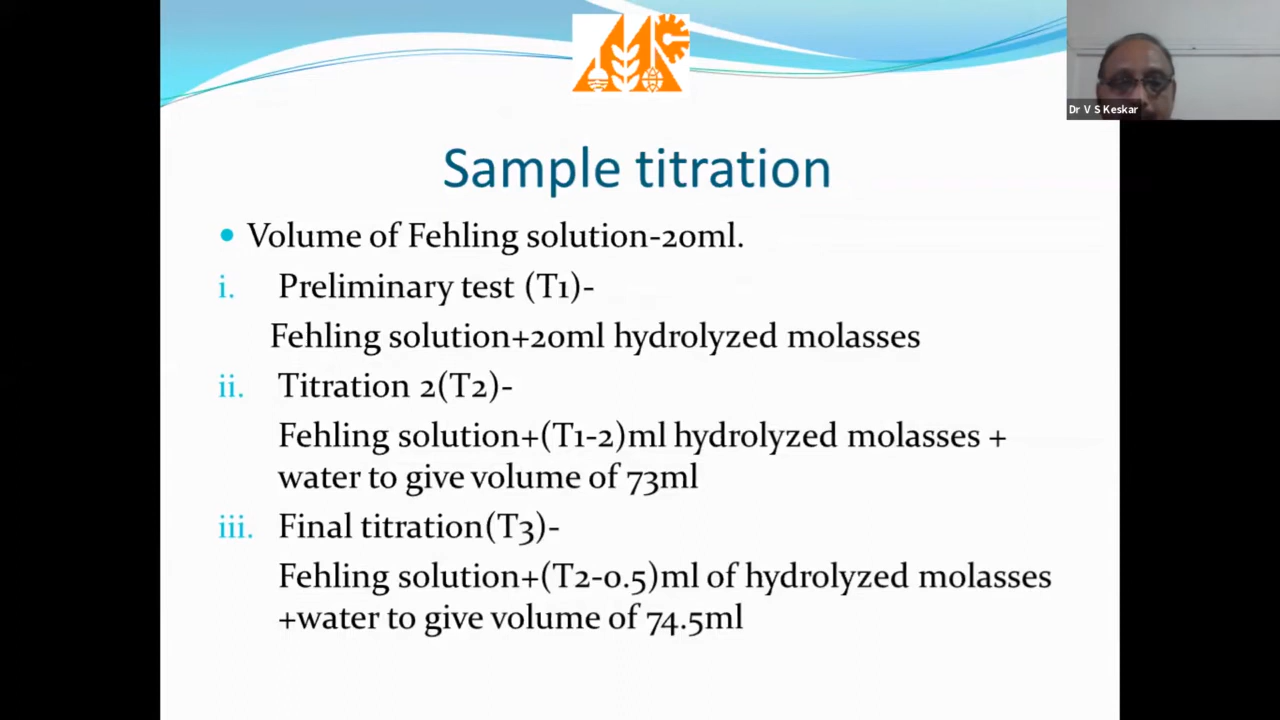 Dr V S Keskar
Sample titration
• Volume of Fehling solution-20ml.
i. Preliminary test (T1)-
Fehling solution+20ml hydrolyzed molasses
ii. Titration 2(T2)-
Fehling solution+(T1-2)ml hydrolyzed molasses +
water to give volume of 73ml
iii. Final titration(T3)-
Fehling solution+(T2-0.5)ml of hydrolyzed molasses
+water to give volume of 74.5ml